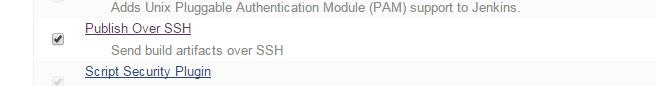 Adds Unix Pluggable Authentication Module (PAM) support to Jenkins.
Publish Over SSH
Send build artifacts over SSH
Script Security Plugin